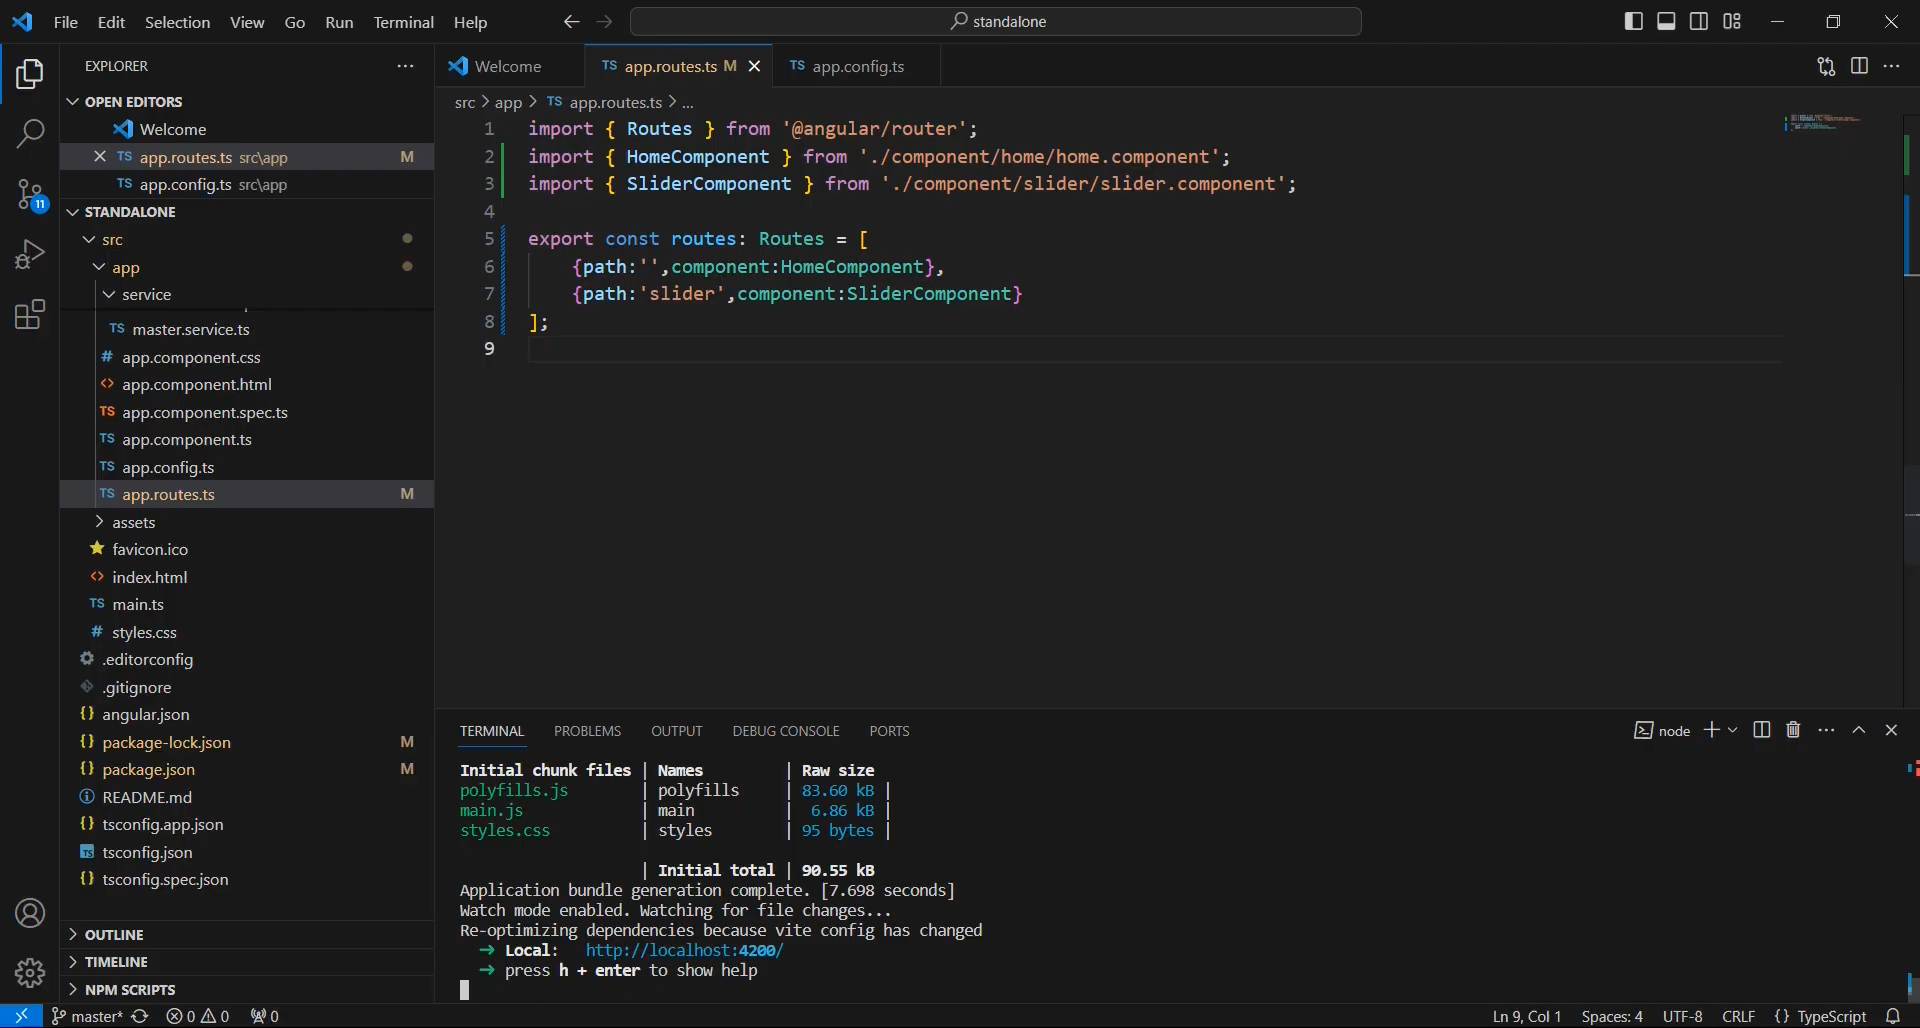 File Edit Selection View Go Run Terminal Help
standalone
EXPLORER
OPEN EDITORS
Welcome
TS app.routes.ts src\app M
TS app.config.ts src\app
STANDALONE
src
app
service
TS master.service.ts
# app.component.css
<> app.component.html
TS app.component.spec.ts
TS app.component.ts
TS app.config.ts
TS app.routes.ts M
assets
favicon.ico
<> index.html
TS main.ts
# styles.css
.editorconfig
.gitignore
{} angular.json
{} package-lock.json M
{} package.json M
README.md
{} tsconfig.app.json
TS tsconfig.json
{} tsconfig.spec.json
OUTLINE
TIMELINE
NPM SCRIPTS
11
Welcome
TS app.routes.ts M
TS app.config.ts
src > app > TS app.routes.ts > ...
1 import { Routes } from '@angular/router';
2 import { HomeComponent } from './component/home/home.component';
3 import { SliderComponent } from './component/slider/slider.component';
4
5 export const routes: Routes = [
6 {path:'',component:HomeComponent},
7 {path:'slider',component:SliderComponent}
8 ];
9
TERMINAL PROBLEMS OUTPUT DEBUG CONSOLE PORTS
node
Initial chunk files | Names | Raw size
polyfills.js | polyfills | 83.60 kB |
main.js | main | 6.86 kB |
styles.css | styles | 95 bytes |
| Initial total | 90.55 kB
Application bundle generation complete. [7.698 seconds]
Watch mode enabled. Watching for file changes...
Re-optimizing dependencies because vite config has changed
➜ Local: http://localhost:4200/
➜ press h + enter to show help
master* 0 0 0
Ln 9, Col 1 Spaces: 4 UTF-8 CRLF {} TypeScript